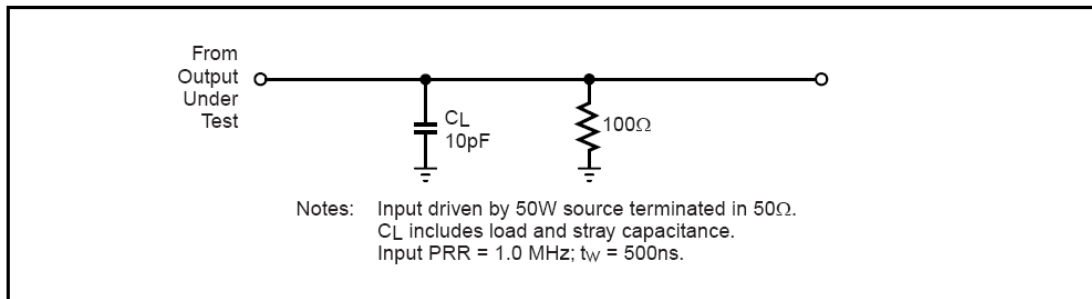 From
Output
Under
Test
CL
10pF
100Ω
Notes: Input driven by 50W source terminated in 50Ω.
CL includes load and stray capacitance.
Input PRR = 1.0 MHz; tW = 500ns.